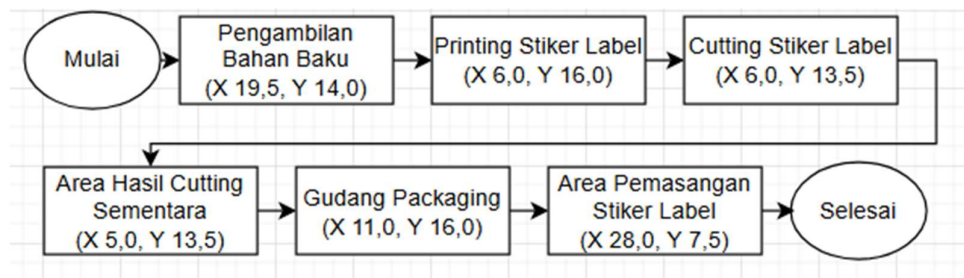 Mulai
Pengambilan
Bahan Baku
(X 19,5, Y 14,0)
Printing Stiker Label
(X 6,0, Y 16,0)
Cutting Stiker Label
(X 6,0, Y 13,5)
Area Hasil Cutting
Sementara
(X 5,0, Y 13,5)
Gudang Packaging
(X 11,0, Y 16,0)
Area Pemasangan
Stiker Label
(X 28,0, Y 7,5)
Selesai